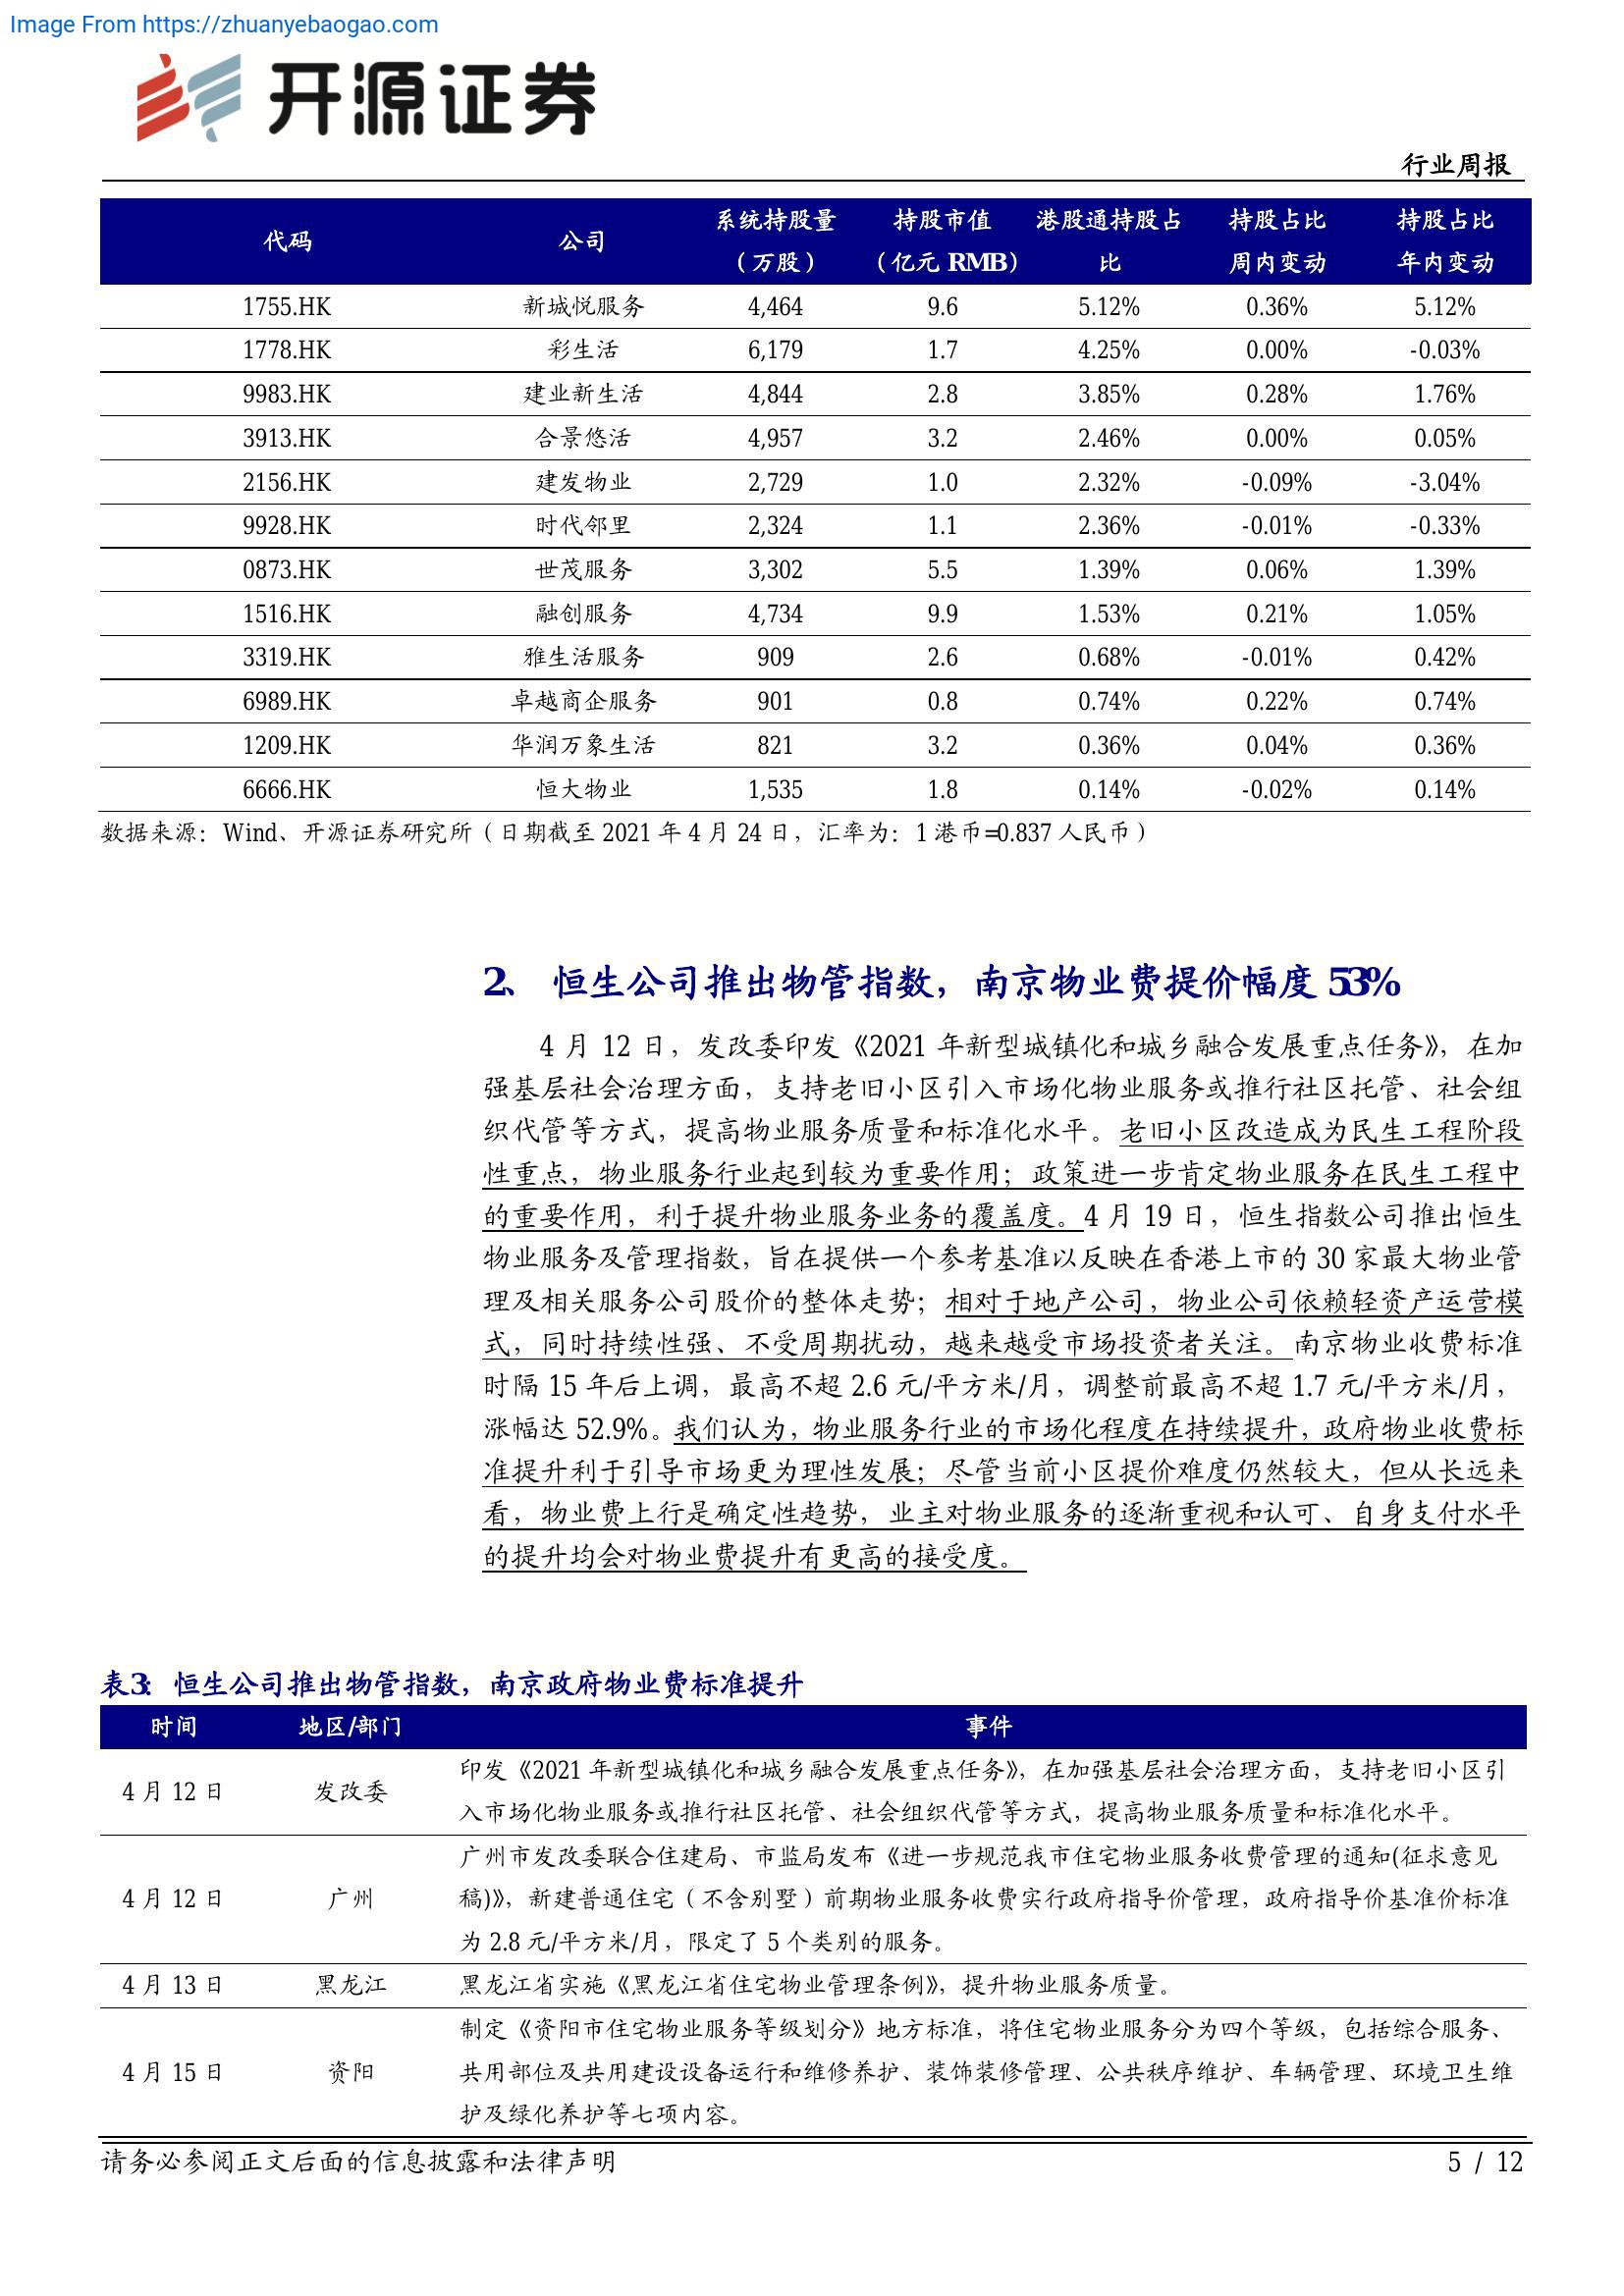 Image From https://zhuanyebaogao.com
开源证券
行业周报
代码 公司 系统持股量（万股） 持股市值（亿元 RMB） 港股通持股占比 持股占比周内变动 持股占比年内变动
1755.HK 新城悦服务 4,464 9.6 5.12% 0.36% 5.12%
1778.HK 彩生活 6,179 1.7 4.25% 0.00% -0.03%
9983.HK 建业新生活 4,844 2.8 3.85% 0.28% 1.76%
3913.HK 合景悠活 4,957 3.2 2.46% 0.00% 0.05%
2156.HK 建发物业 2,729 1.0 2.32% -0.09% -3.04%
9928.HK 时代邻里 2,324 1.1 2.36% -0.01% -0.33%
0873.HK 世茂服务 3,302 5.5 1.39% 0.06% 1.39%
1516.HK 融创服务 4,734 9.9 1.53% 0.21% 1.05%
3319.HK 雅生活服务 909 2.6 0.68% -0.01% 0.42%
6989.HK 卓越商企服务 901 0.8 0.74% 0.22% 0.74%
1209.HK 华润万象生活 821 3.2 0.36% 0.04% 0.36%
6666.HK 恒大物业 1,535 1.8 0.14% -0.02% 0.14%
数据来源：Wind、开源证券研究所（日期截至 2021 年 4 月 24 日，汇率为：1 港币=0.837 人民币）
2、 恒生公司推出物管指数，南京物业费提价幅度 53%
4 月 12 日，发改委印发《2021 年新型城镇化和城乡融合发展重点任务》，在加
强基层社会治理方面，支持老旧小区引入市场化物业服务或推行社区托管、社会组
织代管等方式，提高物业服务质量和标准化水平。老旧小区改造成为民生工程阶段
性重点，物业服务行业起到较为重要作用；政策进一步肯定物业服务在民生工程中
的重要作用，利于提升物业服务业务的覆盖度。4 月 19 日，恒生指数公司推出恒生
物业服务及管理指数，旨在提供一个参考基准以反映在香港上市的 30 家最大物业管
理及相关服务公司股价的整体走势；相对于地产公司，物业公司依赖轻资产运营模
式，同时持续性强、不受周期扰动，越来越受市场投资者关注。南京物业收费标准
时隔 15 年后上调，最高不超 2.6 元/平方米/月，调整前最高不超 1.7 元/平方米/月，
涨幅达 52.9%。我们认为，物业服务行业的市场化程度在持续提升，政府物业收费标
准提升利于引导市场更为理性发展；尽管当前小区提价难度仍然较大，但从长远来
看，物业费上行是确定性趋势，业主对物业服务的逐渐重视和认可、自身支付水平
的提升均会对物业费提升有更高的接受度。
表3：恒生公司推出物管指数，南京政府物业费标准提升
时间 地区/部门 事件
4 月 12 日 发改委 印发《2021 年新型城镇化和城乡融合发展重点任务》，在加强基层社会治理方面，支持老旧小区引
入市场化物业服务或推行社区托管、社会组织代管等方式，提高物业服务质量和标准化水平。
4 月 12 日 广州 广州市发改委联合住建局、市监局发布《进一步规范我市住宅物业服务收费管理的通知(征求意见
稿)》，新建普通住宅（不含别墅）前期物业服务收费实行政府指导价管理，政府指导价基准价标准
为 2.8 元/平方米/月，限定了 5 个类别的服务。
4 月 13 日 黑龙江 黑龙江省实施《黑龙江省住宅物业管理条例》，提升物业服务质量。
4 月 15 日 资阳 制定《资阳市住宅物业服务等级划分》地方标准，将住宅物业服务分为四个等级，包括综合服务、
共用部位及共用建设设备运行和维修养护、装饰装修管理、公共秩序维护、车辆管理、环境卫生维
护及绿化养护等七项内容。
请务必参阅正文后面的信息披露和法律声明 5 / 12